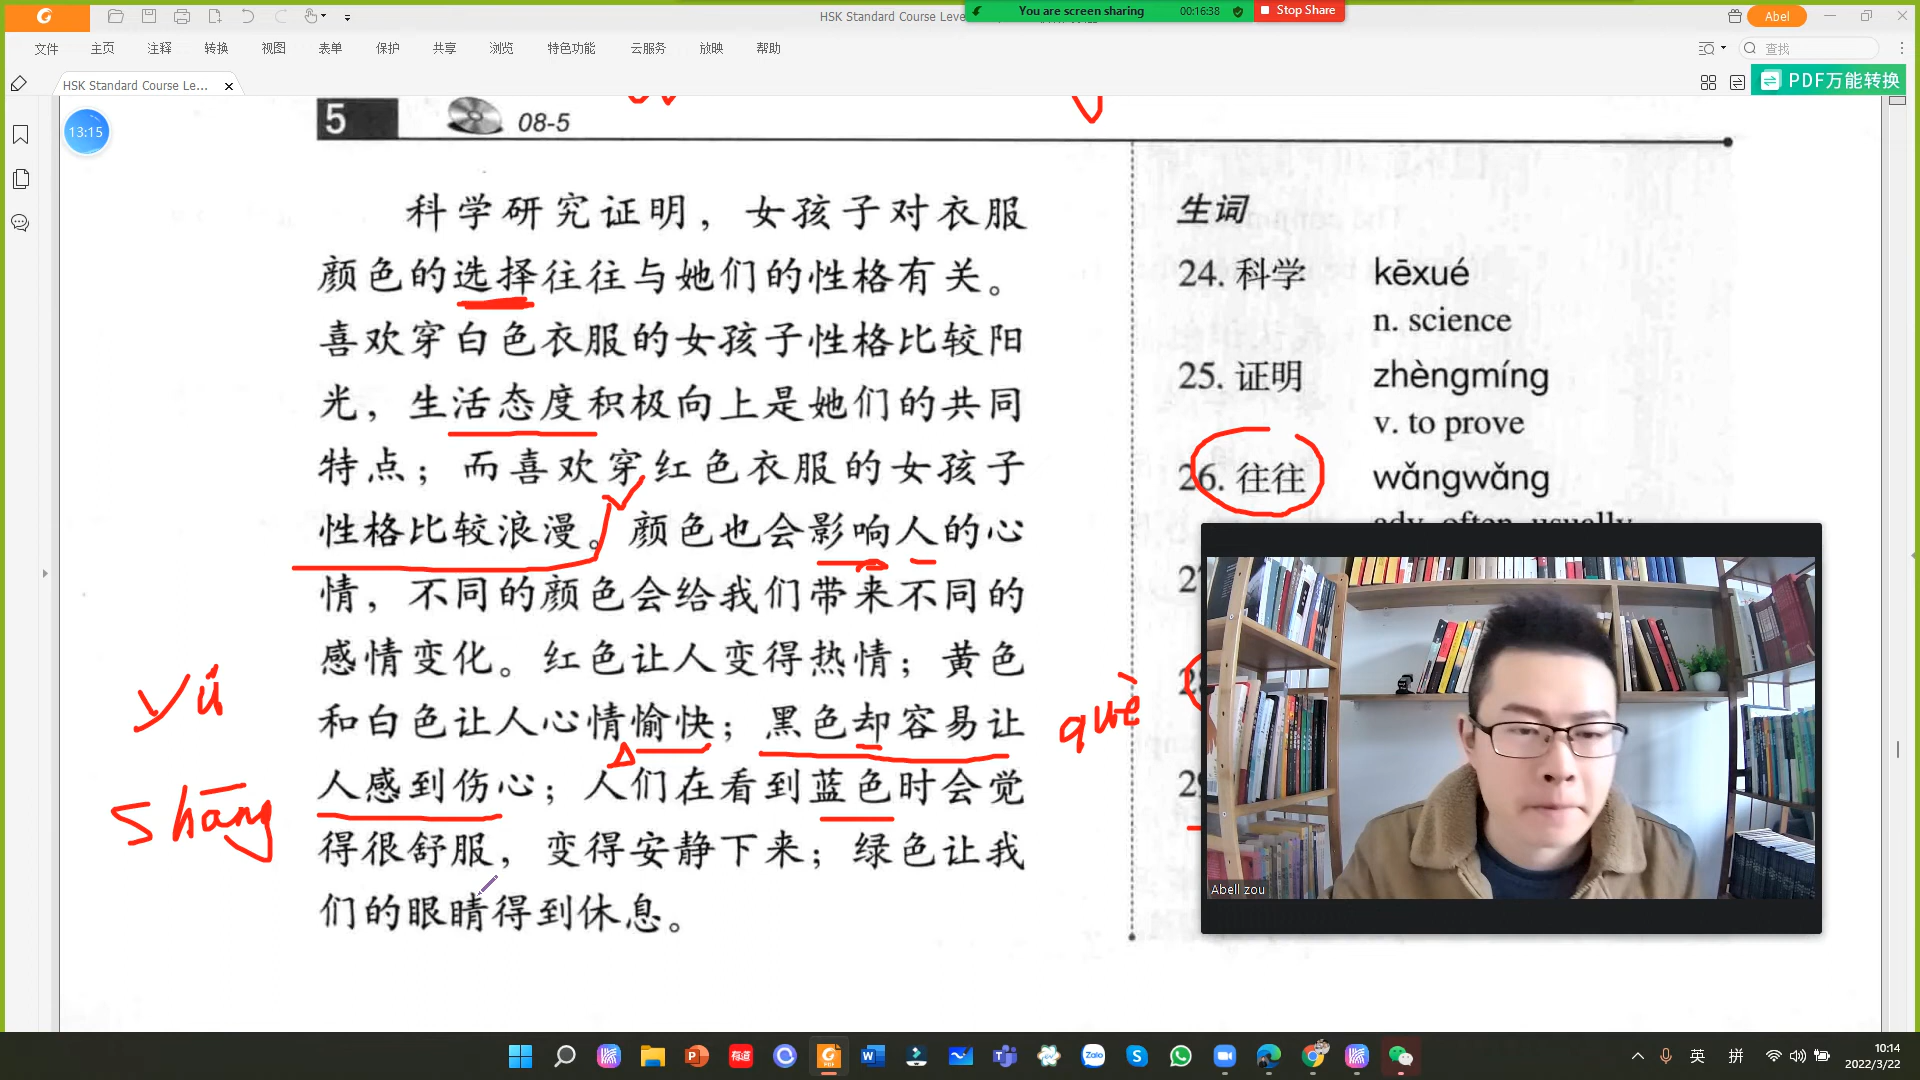 HSK Standard Course Leve
You are screen sharing
00:16:38
Stop Share
Abel
文件 主页 注释 转换 视图 表单 保护 共享 浏览 特色功能 云服务 放映 帮助
查找
HSK Standard Course Le...
PDF万能转换
13:15
5
08-5
科学研究证明，女孩子对衣服
颜色的选择往往与她们的性格有关。
喜欢穿白色衣服的女孩子性格比较阳
光，生活态度积极向上是她们的共同
特点；而喜欢穿红色衣服的女孩子
性格比较浪漫。颜色也会影响人的心
情，不同的颜色会给我们带来不同的
感情变化。红色让人变得热情；黄色
和白色让人心情愉快；黑色却容易让
人感到伤心；人们在看到蓝色时会觉
得很舒服，变得安静下来；绿色让我
们的眼睛得到休息。
yú
shāng
què
生词
24. 科学 kēxué
n. science
25. 证明 zhèngmíng
v. to prove
26. 往往 wǎngwǎng
adv. often, usually
Abell zou
有道
Zalo
英 拼
10:14
2022/3/22